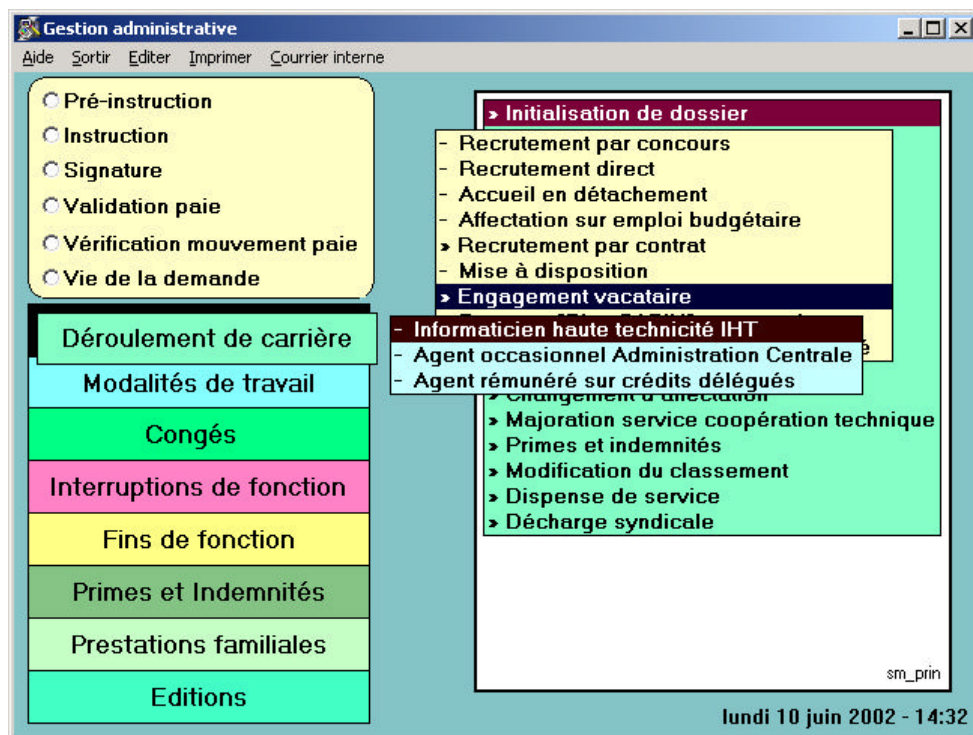 Gestion administrative
Aide Sortir Editer Imprimer Courrier interne
Pré-instruction
Instruction
Signature
Validation paie
Vérification mouvement paie
Vie de la demande
Déroulement de carrière
Modalités de travail
Congés
Interruptions de fonction
Fins de fonction
Primes et Indemnités
Prestations familiales
Editions
» Initialisation de dossier
- Recrutement par concours
- Recrutement direct
- Accueil en détachement
- Affectation sur emploi budgétaire
» Recrutement par contrat
- Mise à disposition
» Engagement vacataire
- Informaticien haute technicité IHT
- Agent occasionnel Administration Centrale
- Agent rémunéré sur crédits délégués
» Changement d'affectation
» Majoration service coopération technique
» Primes et indemnités
» Modification du classement
» Dispense de service
» Décharge syndicale
sm_prin
lundi 10 juin 2002 - 14:32